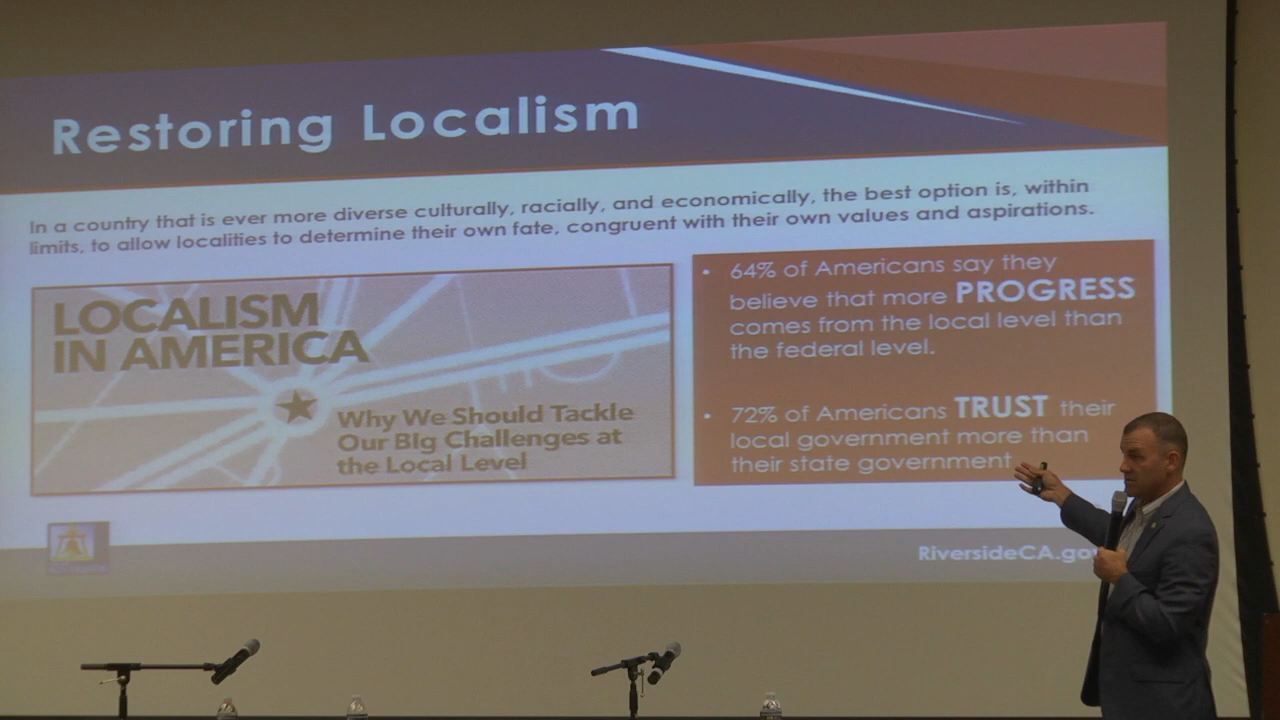 Restoring Localism
In a country that is ever more diverse culturally, racially, and economically, the best option is, within
limits, to allow localities to determine their own fate, congruent with their own values and aspirations.
LOCALISM
IN AMERICA
Why We Should Tackle
Our BIg Challenges at
the Local Level
• 64% of Americans say they
believe that more PROGRESS
comes from the local level than
the federal level.
• 72% of Americans TRUST their
local government more than
their state government
RiversideCA.gov